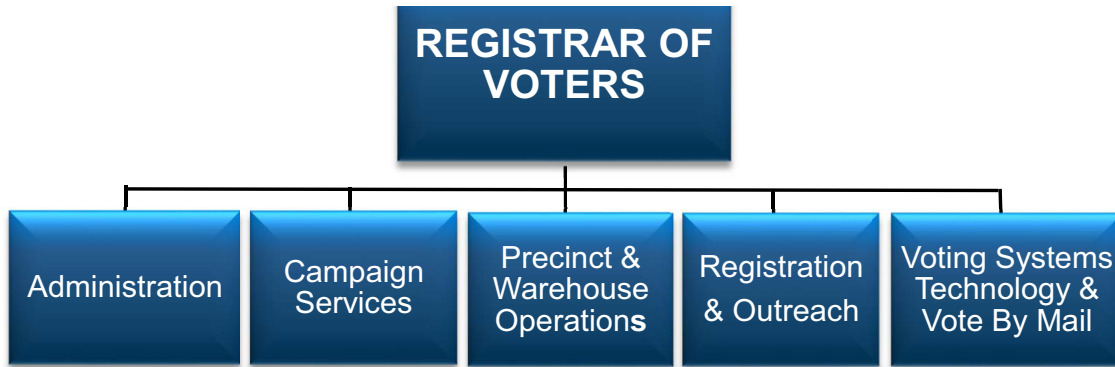 REGISTRAR OF
VOTERS
Administration
Campaign
Services
Precinct &
Warehouse
Operations
Registration
& Outreach
Voting Systems
Technology &
Vote By Mail